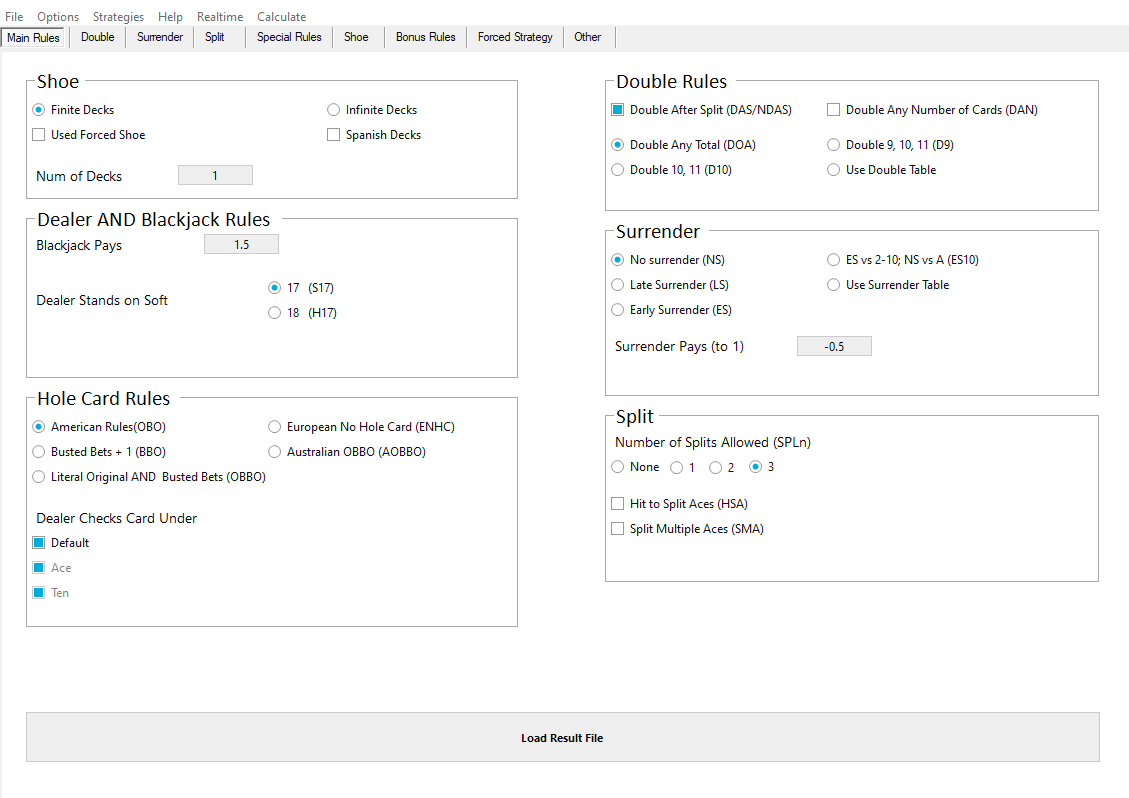 File Options Strategies Help Realtime Calculate
Main Rules Double Surrender Split Special Rules Shoe Bonus Rules Forced Strategy Other
Shoe
Finite Decks Infinite Decks
Used Forced Shoe Spanish Decks
Num of Decks 1
Dealer AND Blackjack Rules
Blackjack Pays 1.5
17 (S17)
Dealer Stands on Soft
18 (H17)
Hole Card Rules
American Rules(OBO) European No Hole Card (ENHC)
Busted Bets + 1 (BBO) Australian OBBO (AOBBO)
Literal Original AND Busted Bets (OBBO)
Dealer Checks Card Under
Default
Ace
Ten
Double Rules
Double After Split (DAS/NDAS) Double Any Number of Cards (DAN)
Double Any Total (DOA) Double 9, 10, 11 (D9)
Double 10, 11 (D10) Use Double Table
Surrender
No surrender (NS) ES vs 2-10; NS vs A (ES10)
Late Surrender (LS) Use Surrender Table
Early Surrender (ES)
Surrender Pays (to 1) -0.5
Split
Number of Splits Allowed (SPLn)
None 1 2 3
Hit to Split Aces (HSA)
Split Multiple Aces (SMA)
Load Result File